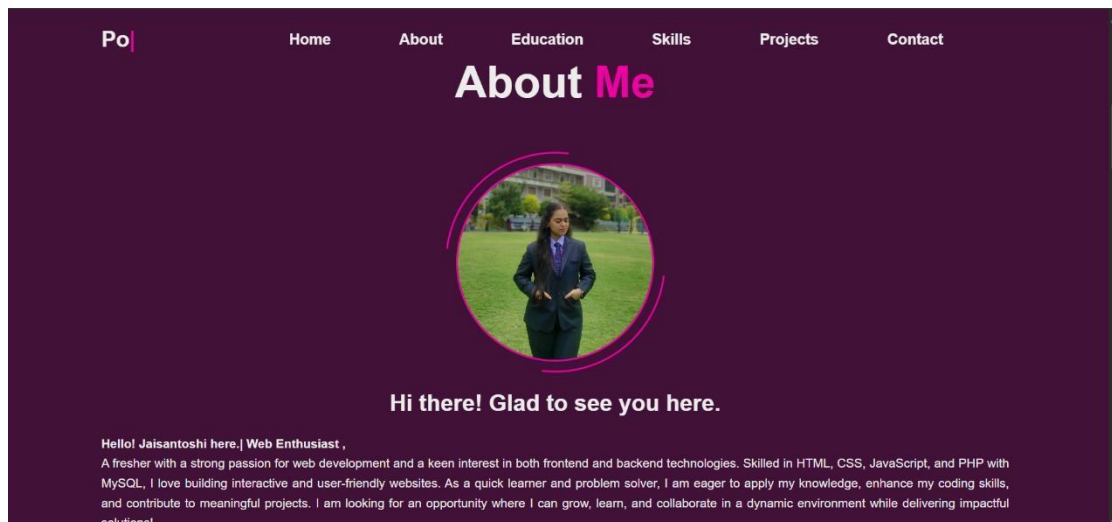 Po|
Home About Education Skills Projects Contact
About Me
Hi there! Glad to see you here.
Hello! Jaisantoshi here.| Web Enthusiast ,
A fresher with a strong passion for web development and a keen interest in both frontend and backend technologies. Skilled in HTML, CSS, JavaScript, and PHP with
MySQL, I love building interactive and user-friendly websites. As a quick learner and problem solver, I am eager to apply my knowledge, enhance my coding skills,
and contribute to meaningful projects. I am looking for an opportunity where I can grow, learn, and collaborate in a dynamic environment while delivering impactful
solutions!